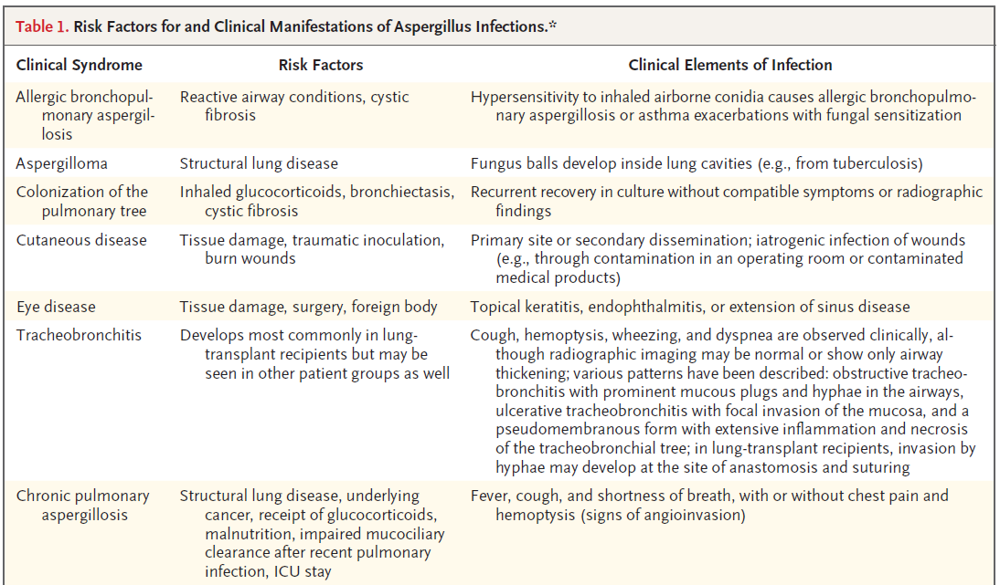 Table 1. Risk Factors for and Clinical Manifestations of Aspergillus Infections.*
Clinical Syndrome Risk Factors Clinical Elements of Infection
Allergic bronchopul-
monary aspergil-
losis
Reactive airway conditions, cystic
fibrosis
Hypersensitivity to inhaled airborne conidia causes allergic bronchopulmo-
nary aspergillosis or asthma exacerbations with fungal sensitization
Aspergilloma
Structural lung disease
Fungus balls develop inside lung cavities (e.g., from tuberculosis)
Colonization of the
pulmonary tree
Inhaled glucocorticoids, bronchiectasis,
cystic fibrosis
Recurrent recovery in culture without compatible symptoms or radiographic
findings
Cutaneous disease
Tissue damage, traumatic inoculation,
burn wounds
Primary site or secondary dissemination; iatrogenic infection of wounds
(e.g., through contamination in an operating room or contaminated
medical products)
Eye disease
Tissue damage, surgery, foreign body
Topical keratitis, endophthalmitis, or extension of sinus disease
Tracheobronchitis
Develops most commonly in lung-
transplant recipients but may be
seen in other patient groups as well
Cough, hemoptysis, wheezing, and dyspnea are observed clinically, al-
though radiographic imaging may be normal or show only airway
thickening; various patterns have been described: obstructive tracheo-
bronchitis with prominent mucous plugs and hyphae in the airways,
ulcerative tracheobronchitis with focal invasion of the mucosa, and a
pseudomembranous form with extensive inflammation and necrosis
of the tracheobronchial tree; in lung-transplant recipients, invasion by
hyphae may develop at the site of anastomosis and suturing
Chronic pulmonary
aspergillosis
Structural lung disease, underlying
cancer, receipt of glucocorticoids,
malnutrition, impaired mucociliary
clearance after recent pulmonary
infection, ICU stay
Fever, cough, and shortness of breath, with or without chest pain and
hemoptysis (signs of angioinvasion)